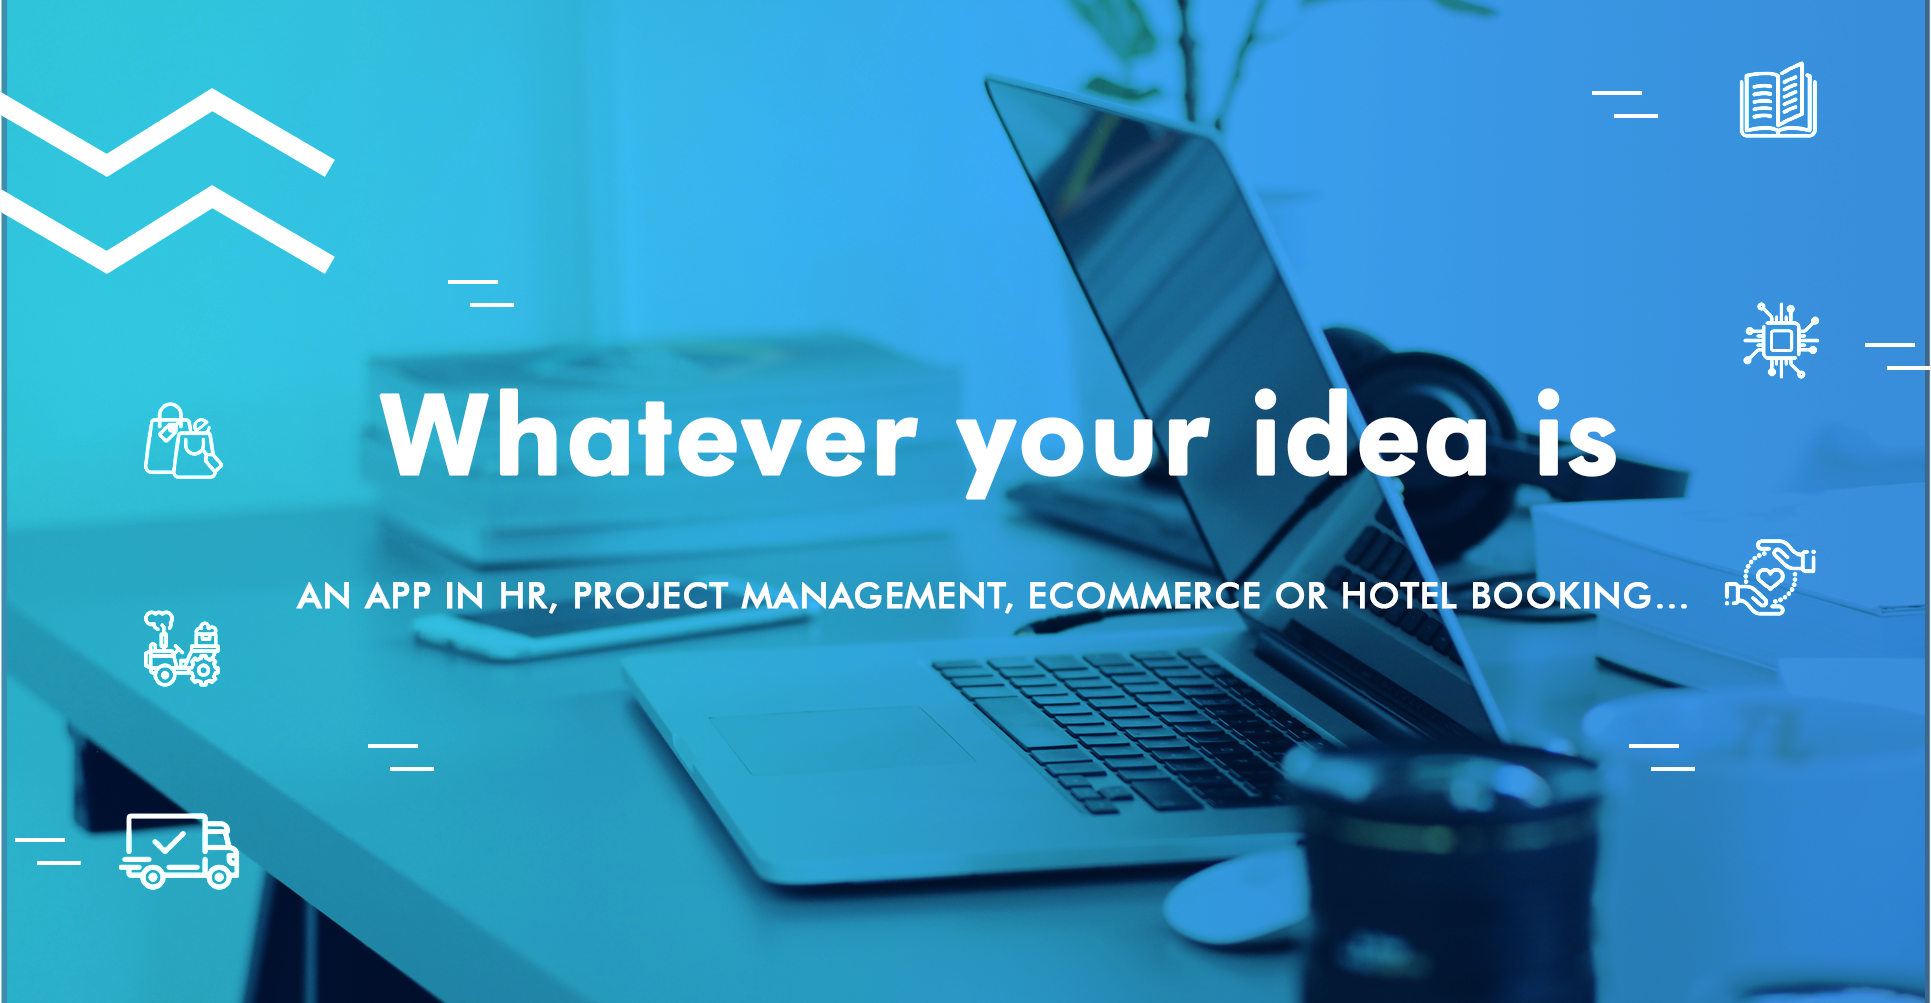 Whatever your idea is
AN APP IN HR, PROJECT MANAGEMENT, ECOMMERCE OR HOTEL BOOKING...